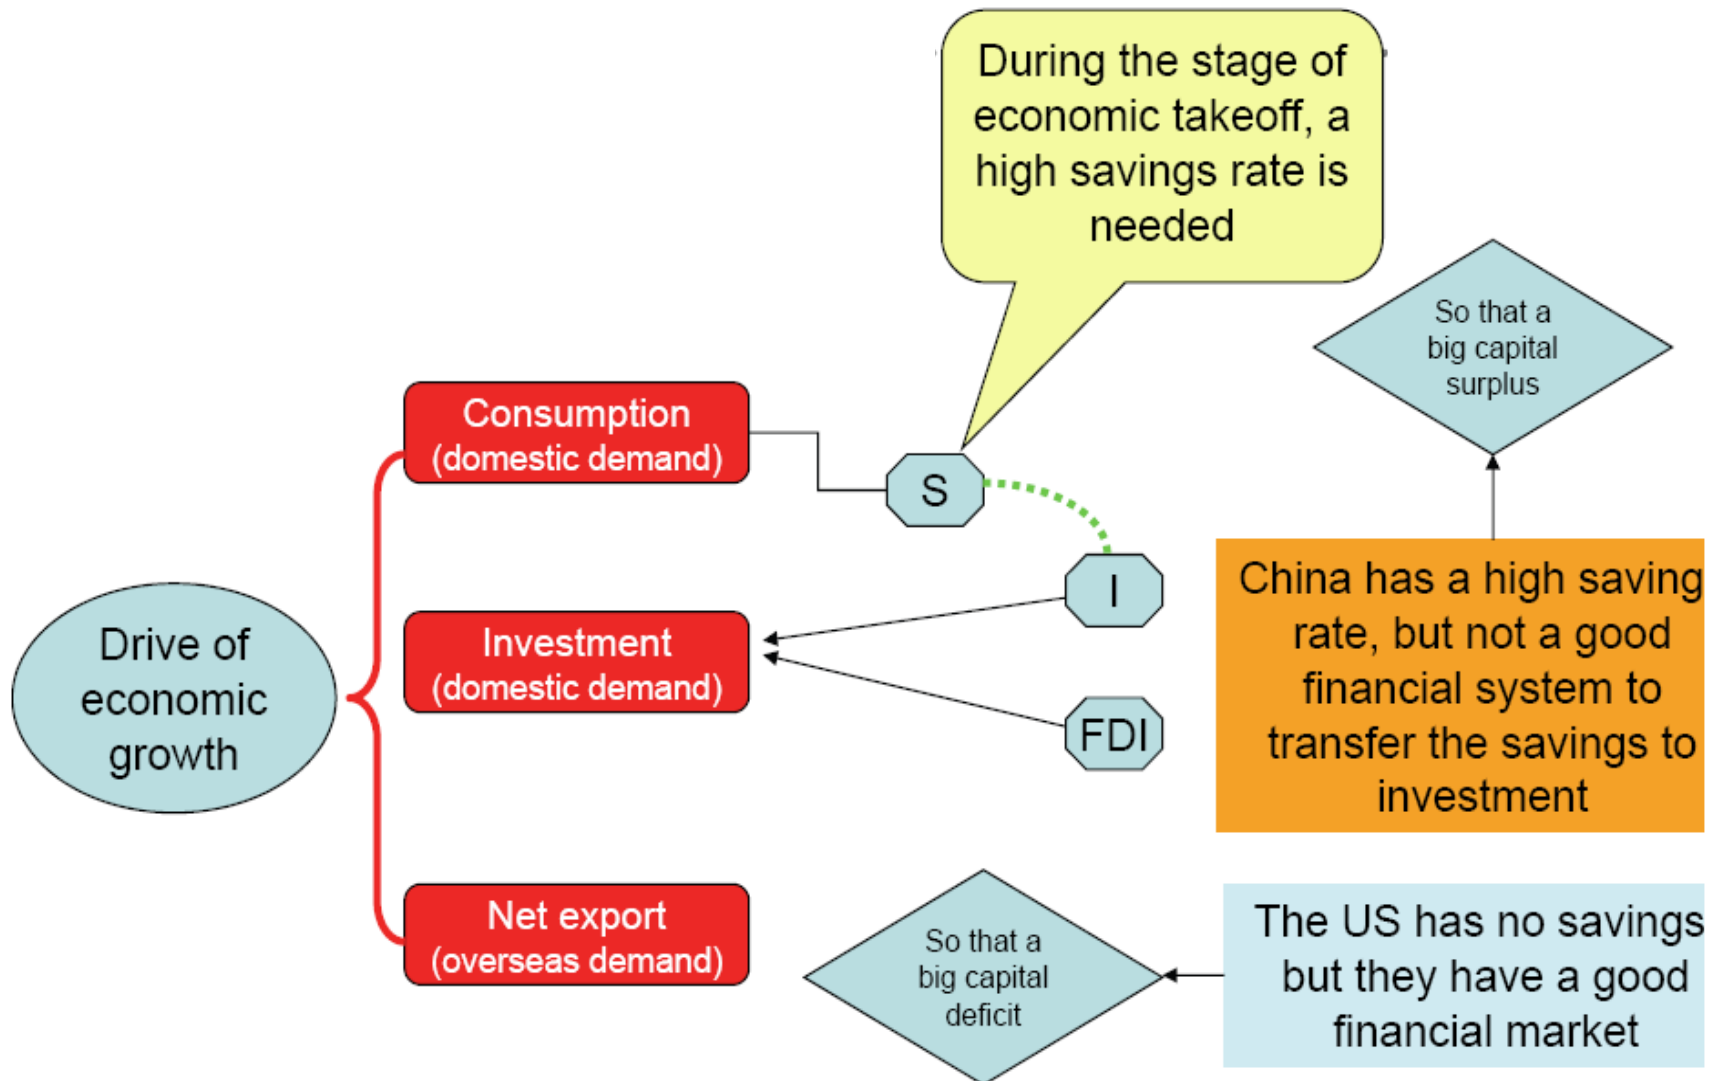 During the stage of
economic takeoff, a
high savings rate is
needed
So that a
big capital
surplus
Consumption
(domestic demand)
S
I
China has a high saving
rate, but not a good
financial system to
transfer the savings to
investment
Drive of
economic
growth
Investment
(domestic demand)
FDI
Net export
(overseas demand)
So that a
big capital
deficit
The US has no savings
but they have a good
financial market